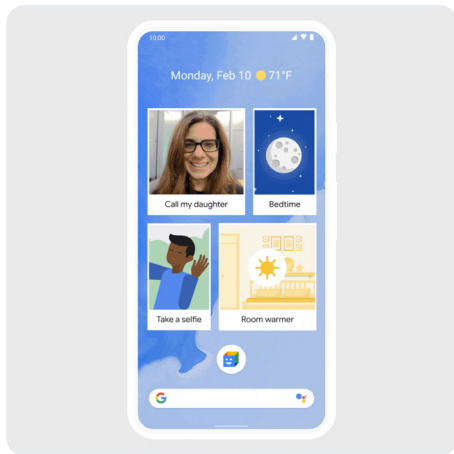 10:00
Monday, Feb 10 71°F
Call my daughter
Bedtime
Take a selfie
Room warmer
G